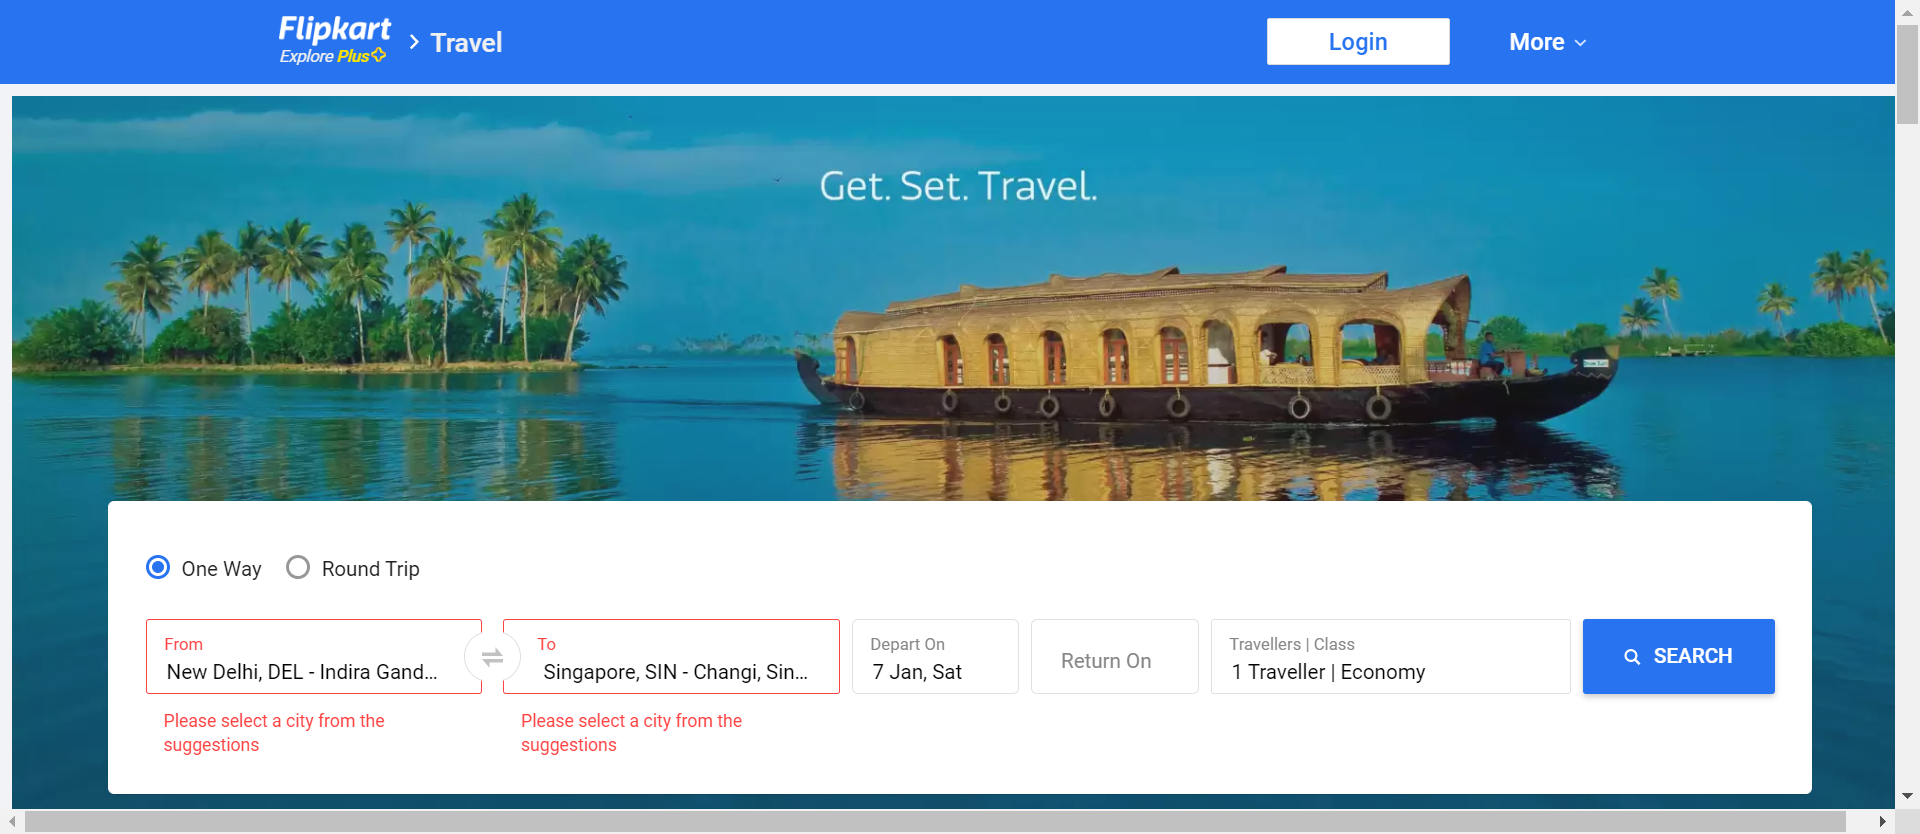 Flipkart
Explore Plus
Travel
Login
More
Get. Set. Travel.
One Way
Round Trip
From
New Delhi, DEL - Indira Gand...
To
Singapore, SIN - Changi, Sin...
Depart On
7 Jan, Sat
Return On
Travellers | Class
1 Traveller | Economy
SEARCH
Please select a city from the
suggestions
Please select a city from the
suggestions